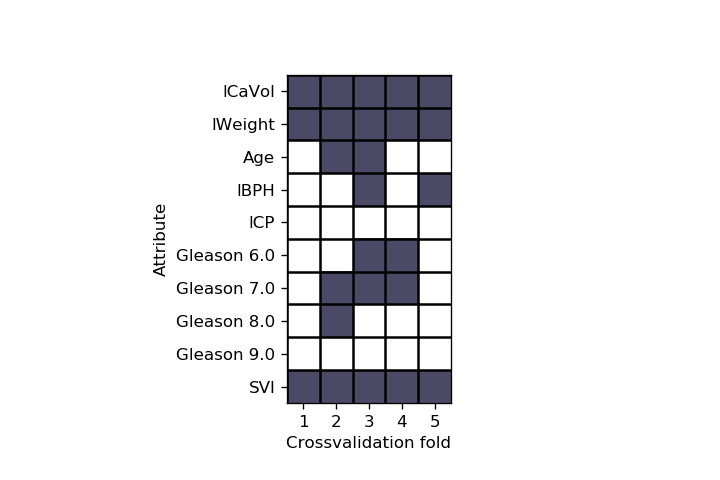 lCaVol
lWeight
Age
lBPH
lCP
Gleason 6.0
Gleason 7.0
Gleason 8.0
Gleason 9.0
SVI
Attribute
1 2 3 4 5
Crossvalidation fold